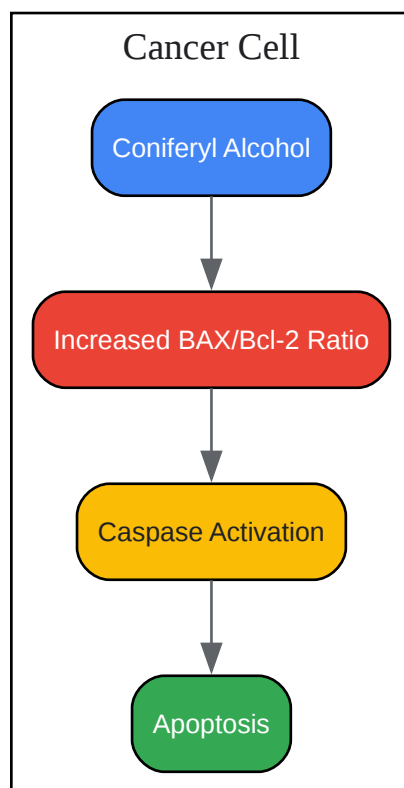 Cancer Cell
Coniferyl Alcohol
Increased BAX/Bcl-2 Ratio
Caspase Activation
Apoptosis